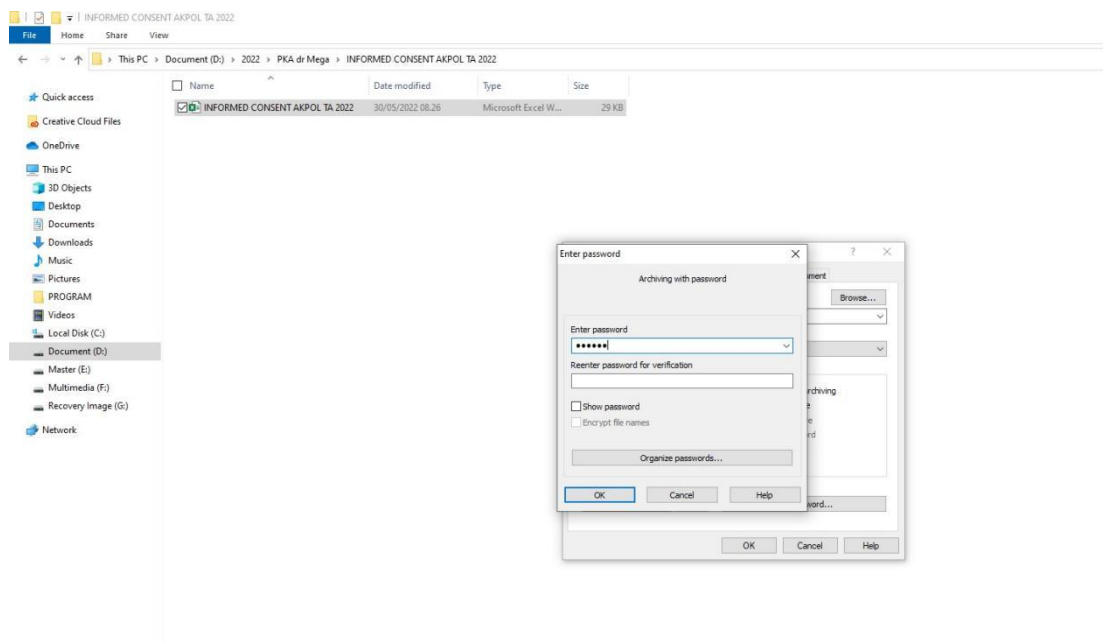 INFORMED CONSENT AKPOL TA 2022
File Home Share View
This PC > Document (D:) > 2022 > PKA dr Mega > INFORMED CONSENT AKPOL TA 2022
Name Date modified Type Size
INFORMED CONSENT AKPOL TA 2022 30/05/2022 08.26 Microsoft Excel W... 29 KB
Quick access
Creative Cloud Files
OneDrive
This PC
3D Objects
Desktop
Documents
Downloads
Music
Pictures
PROGRAM
Videos
Local Disk (C:)
Document (D:)
Master (E:)
Multimedia (F:)
Recovery Image (G:)
Network
Enter password
Archiving with password
Enter password
Reenter password for verification
Show password
Encrypt file names
Organize passwords...
OK Cancel Help
?
ment
Browse...
rchiving
e
e
rd
word...
OK Cancel Help